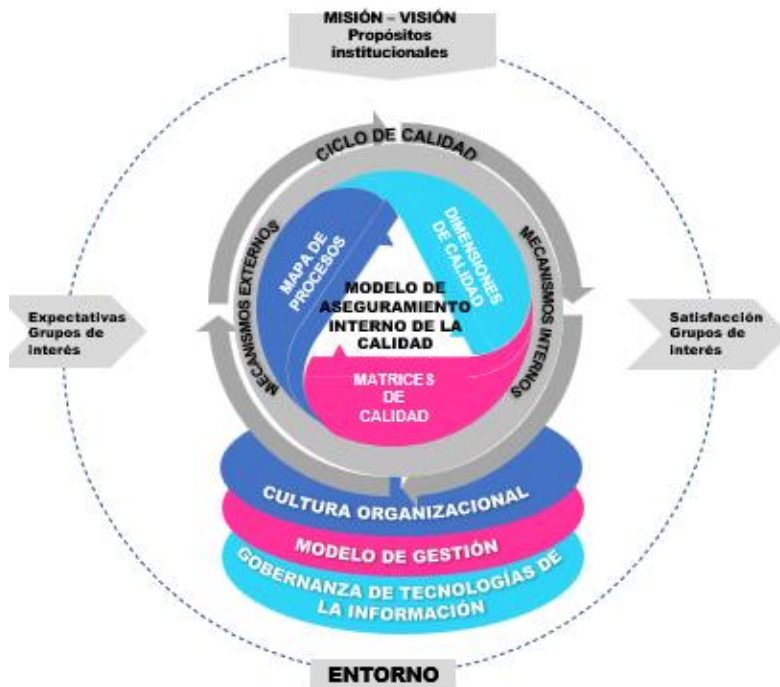 MISIÓN – VISIÓN
Propósitos
institucionales
CICLO DE CALIDAD
MECANISMOS EXTERNOS
MECANISMOS INTERNOS
MAPA DE
PROCESOS
DIMENSIONES
DE CALIDAD
MODELO DE
ASEGURAMIENTO
INTERNO DE LA
CALIDAD
Expectativas
Grupos de
interés
Satisfacción
Grupos de
interés
MATRICES
DE
CALIDAD
CULTURA ORGANIZACIONAL
MODELO DE GESTIÓN
GOBERNANZA DE TECNOLOGÍAS DE
LA INFORMACIÓN
ENTORNO